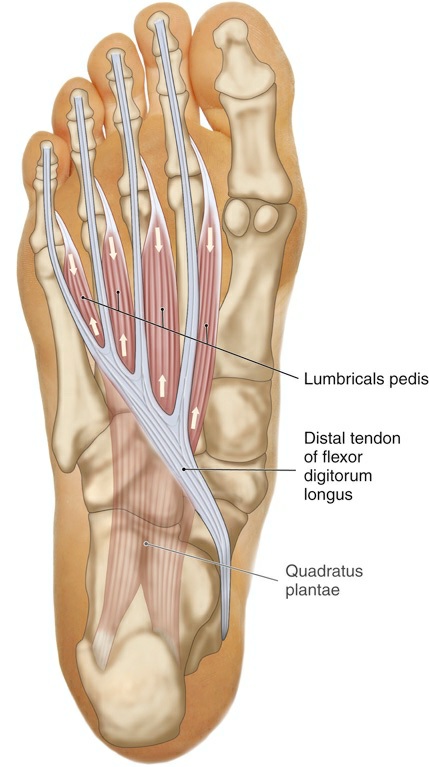 Lumbricals pedis
Distal tendon
of flexor
digitorum
longus
Quadratus
plantae